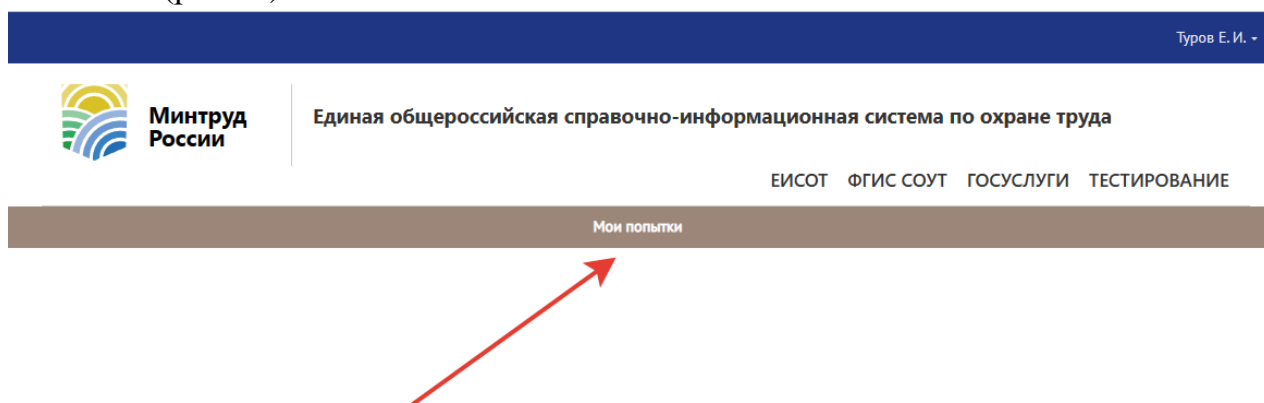 Туров Е. И.
Минтруд
России
Единая общероссийская справочно-информационная система по охране труда
ЕИСОТ ФГИС СОУТ ГОСУСЛУГИ ТЕСТИРОВАНИЕ
Мои попытки